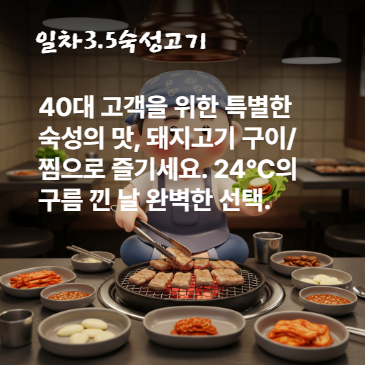 일차3.5숙성고기
40대 고객을 위한 특별한
숙성의 맛, 돼지고기 구이/
찜으로 즐기세요. 24°C의
구름 낀 날 완벽한 선택.